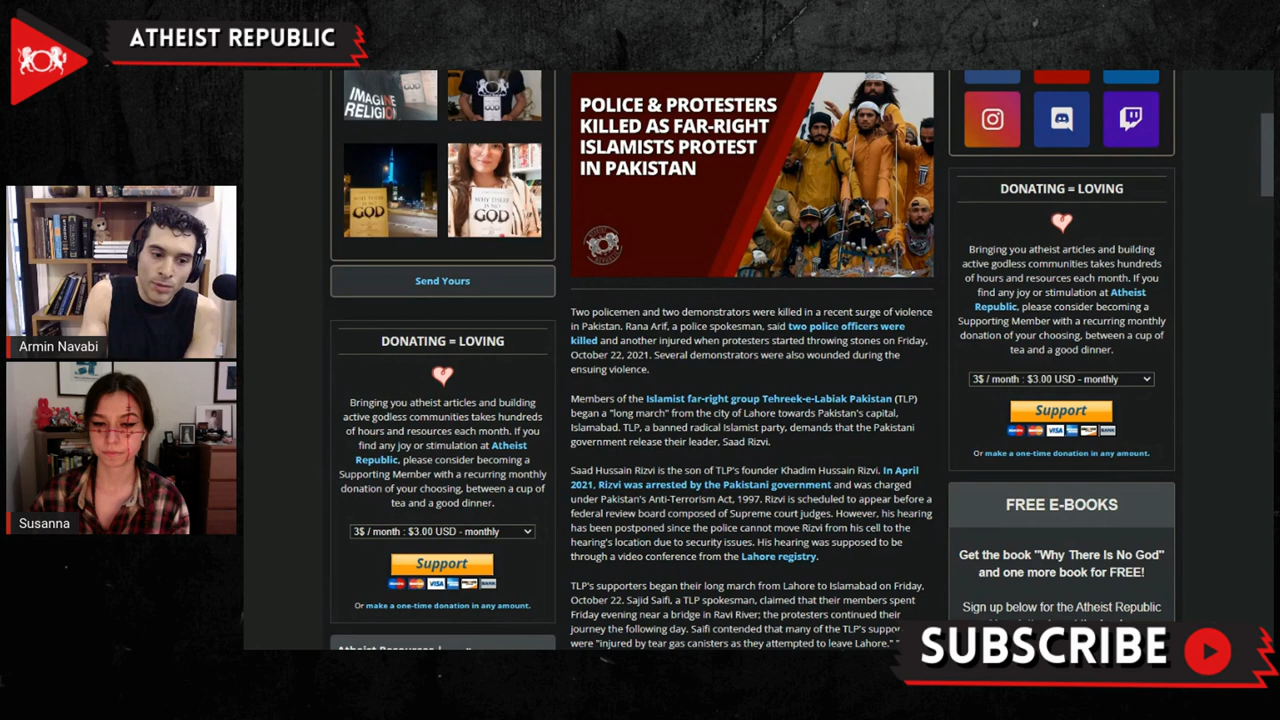 ATHEIST REPUBLIC
Armin Navabi
Susanna
IMAGINE
RELIGION
GOD
WHY THERE
IS NO
GOD
Send Yours
DONATING = LOVING
Bringing you atheist articles and building
active godless communities takes hundreds
of hours and resources each month. If you
find any joy or stimulation at Atheist
Republic, please consider becoming a
Supporting Member with a recurring monthly
donation of your choosing, between a cup of
tea and a good dinner.
3$ / month : $3.00 USD - monthly
Support
VISA
BANK
Or make a one-time donation in any amount.
POLICE & PROTESTERS
KILLED AS FAR-RIGHT
ISLAMISTS PROTEST
IN PAKISTAN
Two policemen and two demonstrators were killed in a recent surge of violence
in Pakistan. Rana Arif, a police spokesman, said two police officers were
killed and another injured when protesters started throwing stones on Friday,
October 22, 2021. Several demonstrators were also wounded during the
ensuing violence.
Members of the Islamist far-right group Tehreek-e-Labiak Pakistan (TLP)
began a "long march" from the city of Lahore towards Pakistan's capital,
Islamabad. TLP, a banned radical Islamist party, demands that the Pakistani
government release their leader, Saad Rizvi.
Saad Hussain Rizvi is the son of TLP's founder Khadim Hussain Rizvi. In April
2021, Rizvi was arrested by the Pakistani government and was charged
under Pakistan's Anti-Terrorism Act, 1997. Rizvi is scheduled to appear before a
federal review board composed of Supreme court judges. However, his hearing
has been postponed since the police cannot move Rizvi from his cell to the
hearing's location due to security issues. His hearing was supposed to be
through a video conference from the Lahore registry.
TLP's supporters began their long march from Lahore to Islamabad on Friday,
October 22. Sajid Saifi, a TLP spokesman, claimed that their members spent
Friday evening near a bridge in Ravi River; the protesters continued their
journey the following day. Saifi contended that many of the TLP's
were "injured by tear gas canisters as they attempted to leave Lahore."
DONATING = LOVING
Bringing you atheist articles and building
active godless communities takes hundreds
of hours and resources each month. If you
find any joy or stimulation at Atheist
Republic, please consider becoming a
Supporting Member with a recurring monthly
donation of your choosing, between a cup of
tea and a good dinner.
3$ / month : $3.00 USD - monthly
Support
VISA
BANK
Or make a one-time donation in any amount.
FREE E-BOOKS
Get the book "Why There Is No God"
and one more book for FREE!
Sign up below for the Atheist Republic
SUBSCRIBE